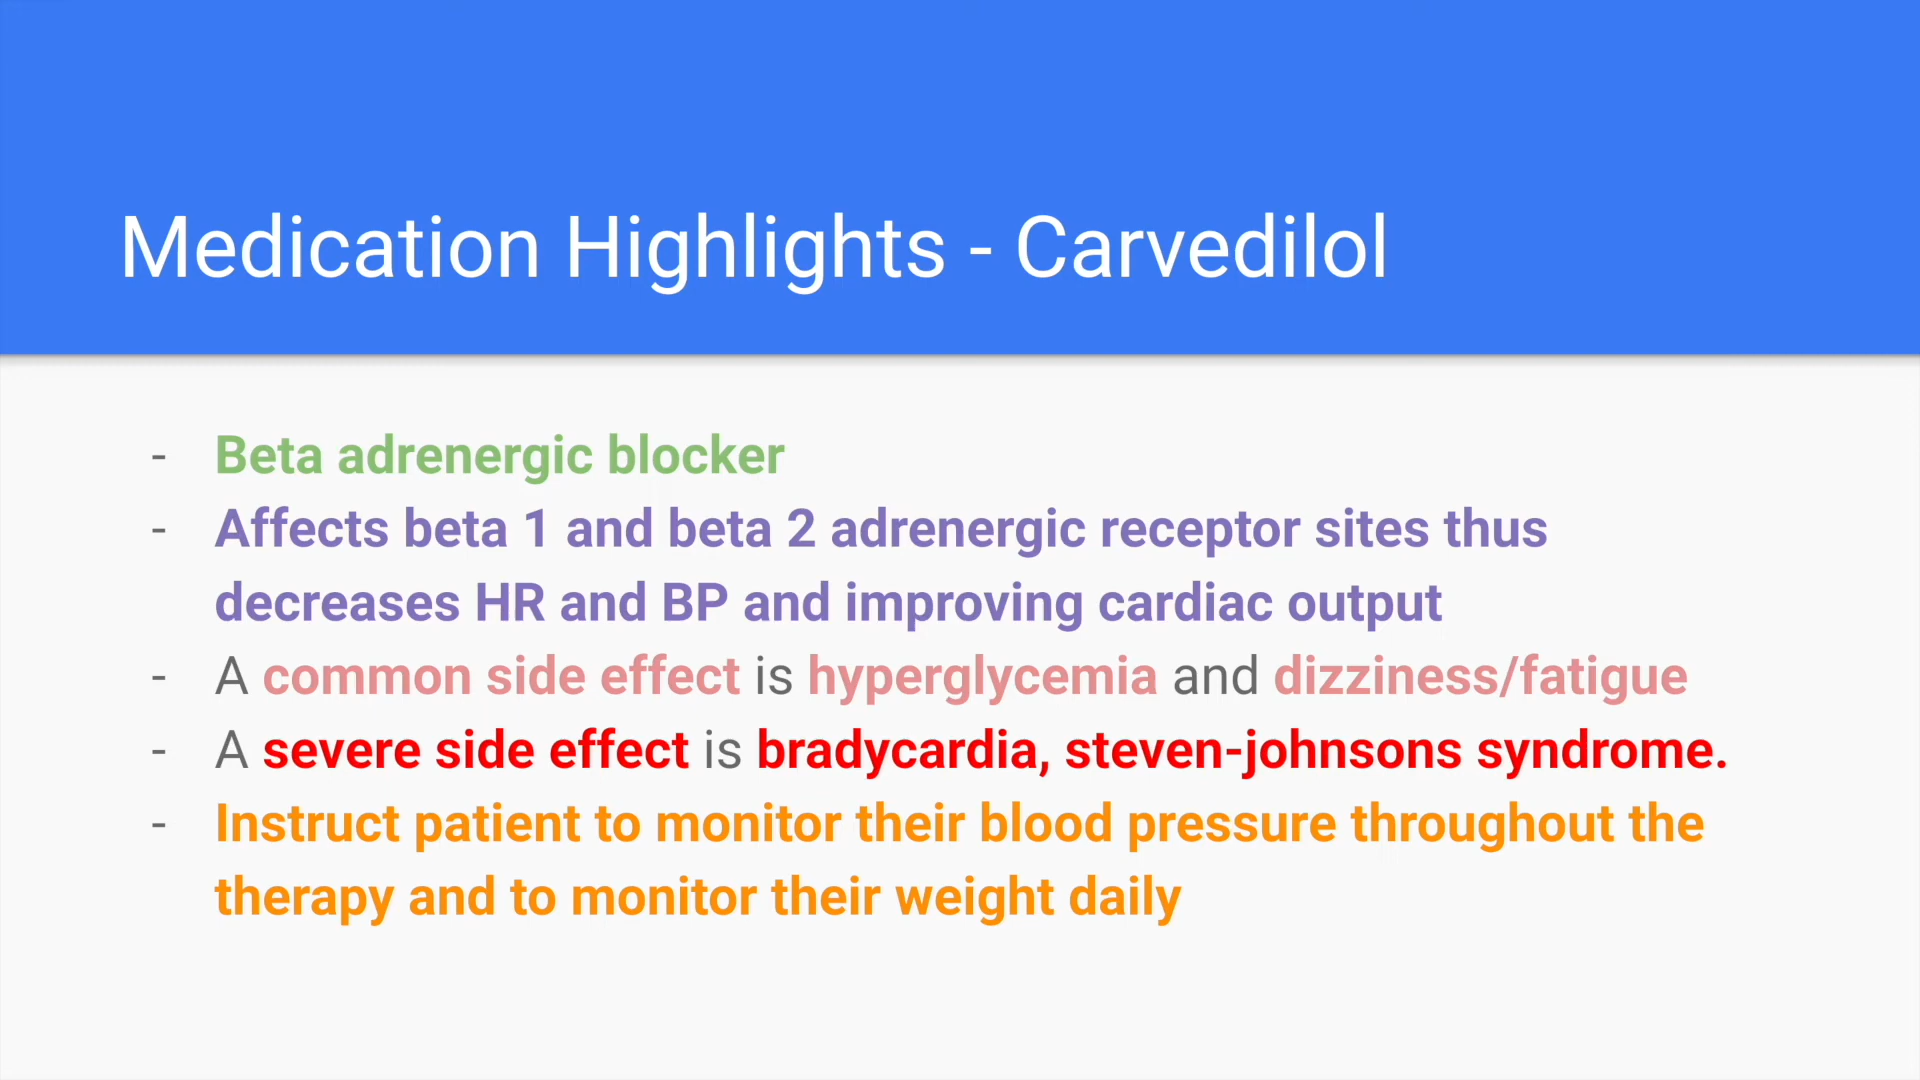 Medication Highlights - Carvedilol
- Beta adrenergic blocker
- Affects beta 1 and beta 2 adrenergic receptor sites thus
decreases HR and BP and improving cardiac output
- A common side effect is hyperglycemia and dizziness/fatigue
- A severe side effect is bradycardia, steven-johnsons syndrome.
- Instruct patient to monitor their blood pressure throughout the
therapy and to monitor their weight daily